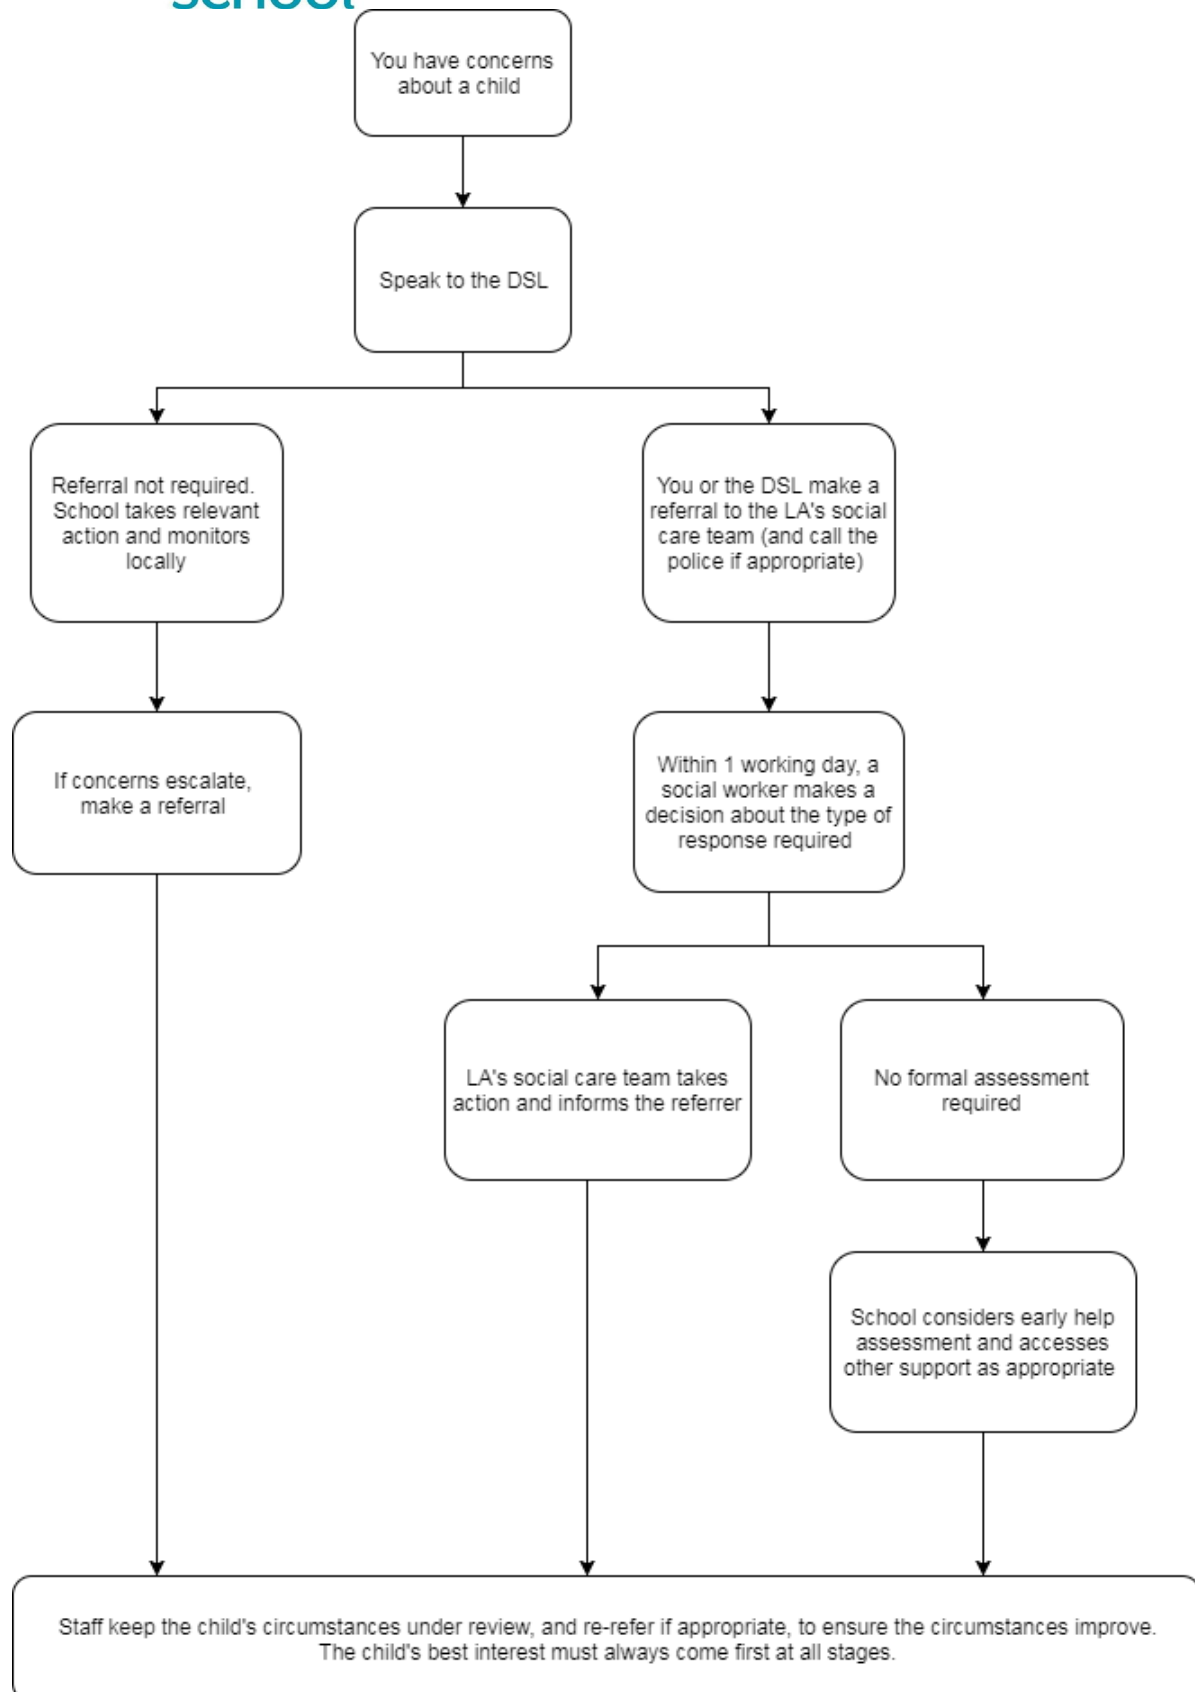 school
You have concerns
about a child
Speak to the DSL
Referral not required.
School takes relevant
action and monitors
locally
You or the DSL make a
referral to the LA's social
care team (and call the
police if appropriate)
If concerns escalate,
make a referral
Within 1 working day, a
social worker makes a
decision about the type of
response required
LA's social care team takes
action and informs the referrer
No formal assessment
required
School considers early help
assessment and accesses
other support as appropriate
Staff keep the child's circumstances under review, and re-refer if appropriate, to ensure the circumstances improve.
The child's best interest must always come first at all stages.